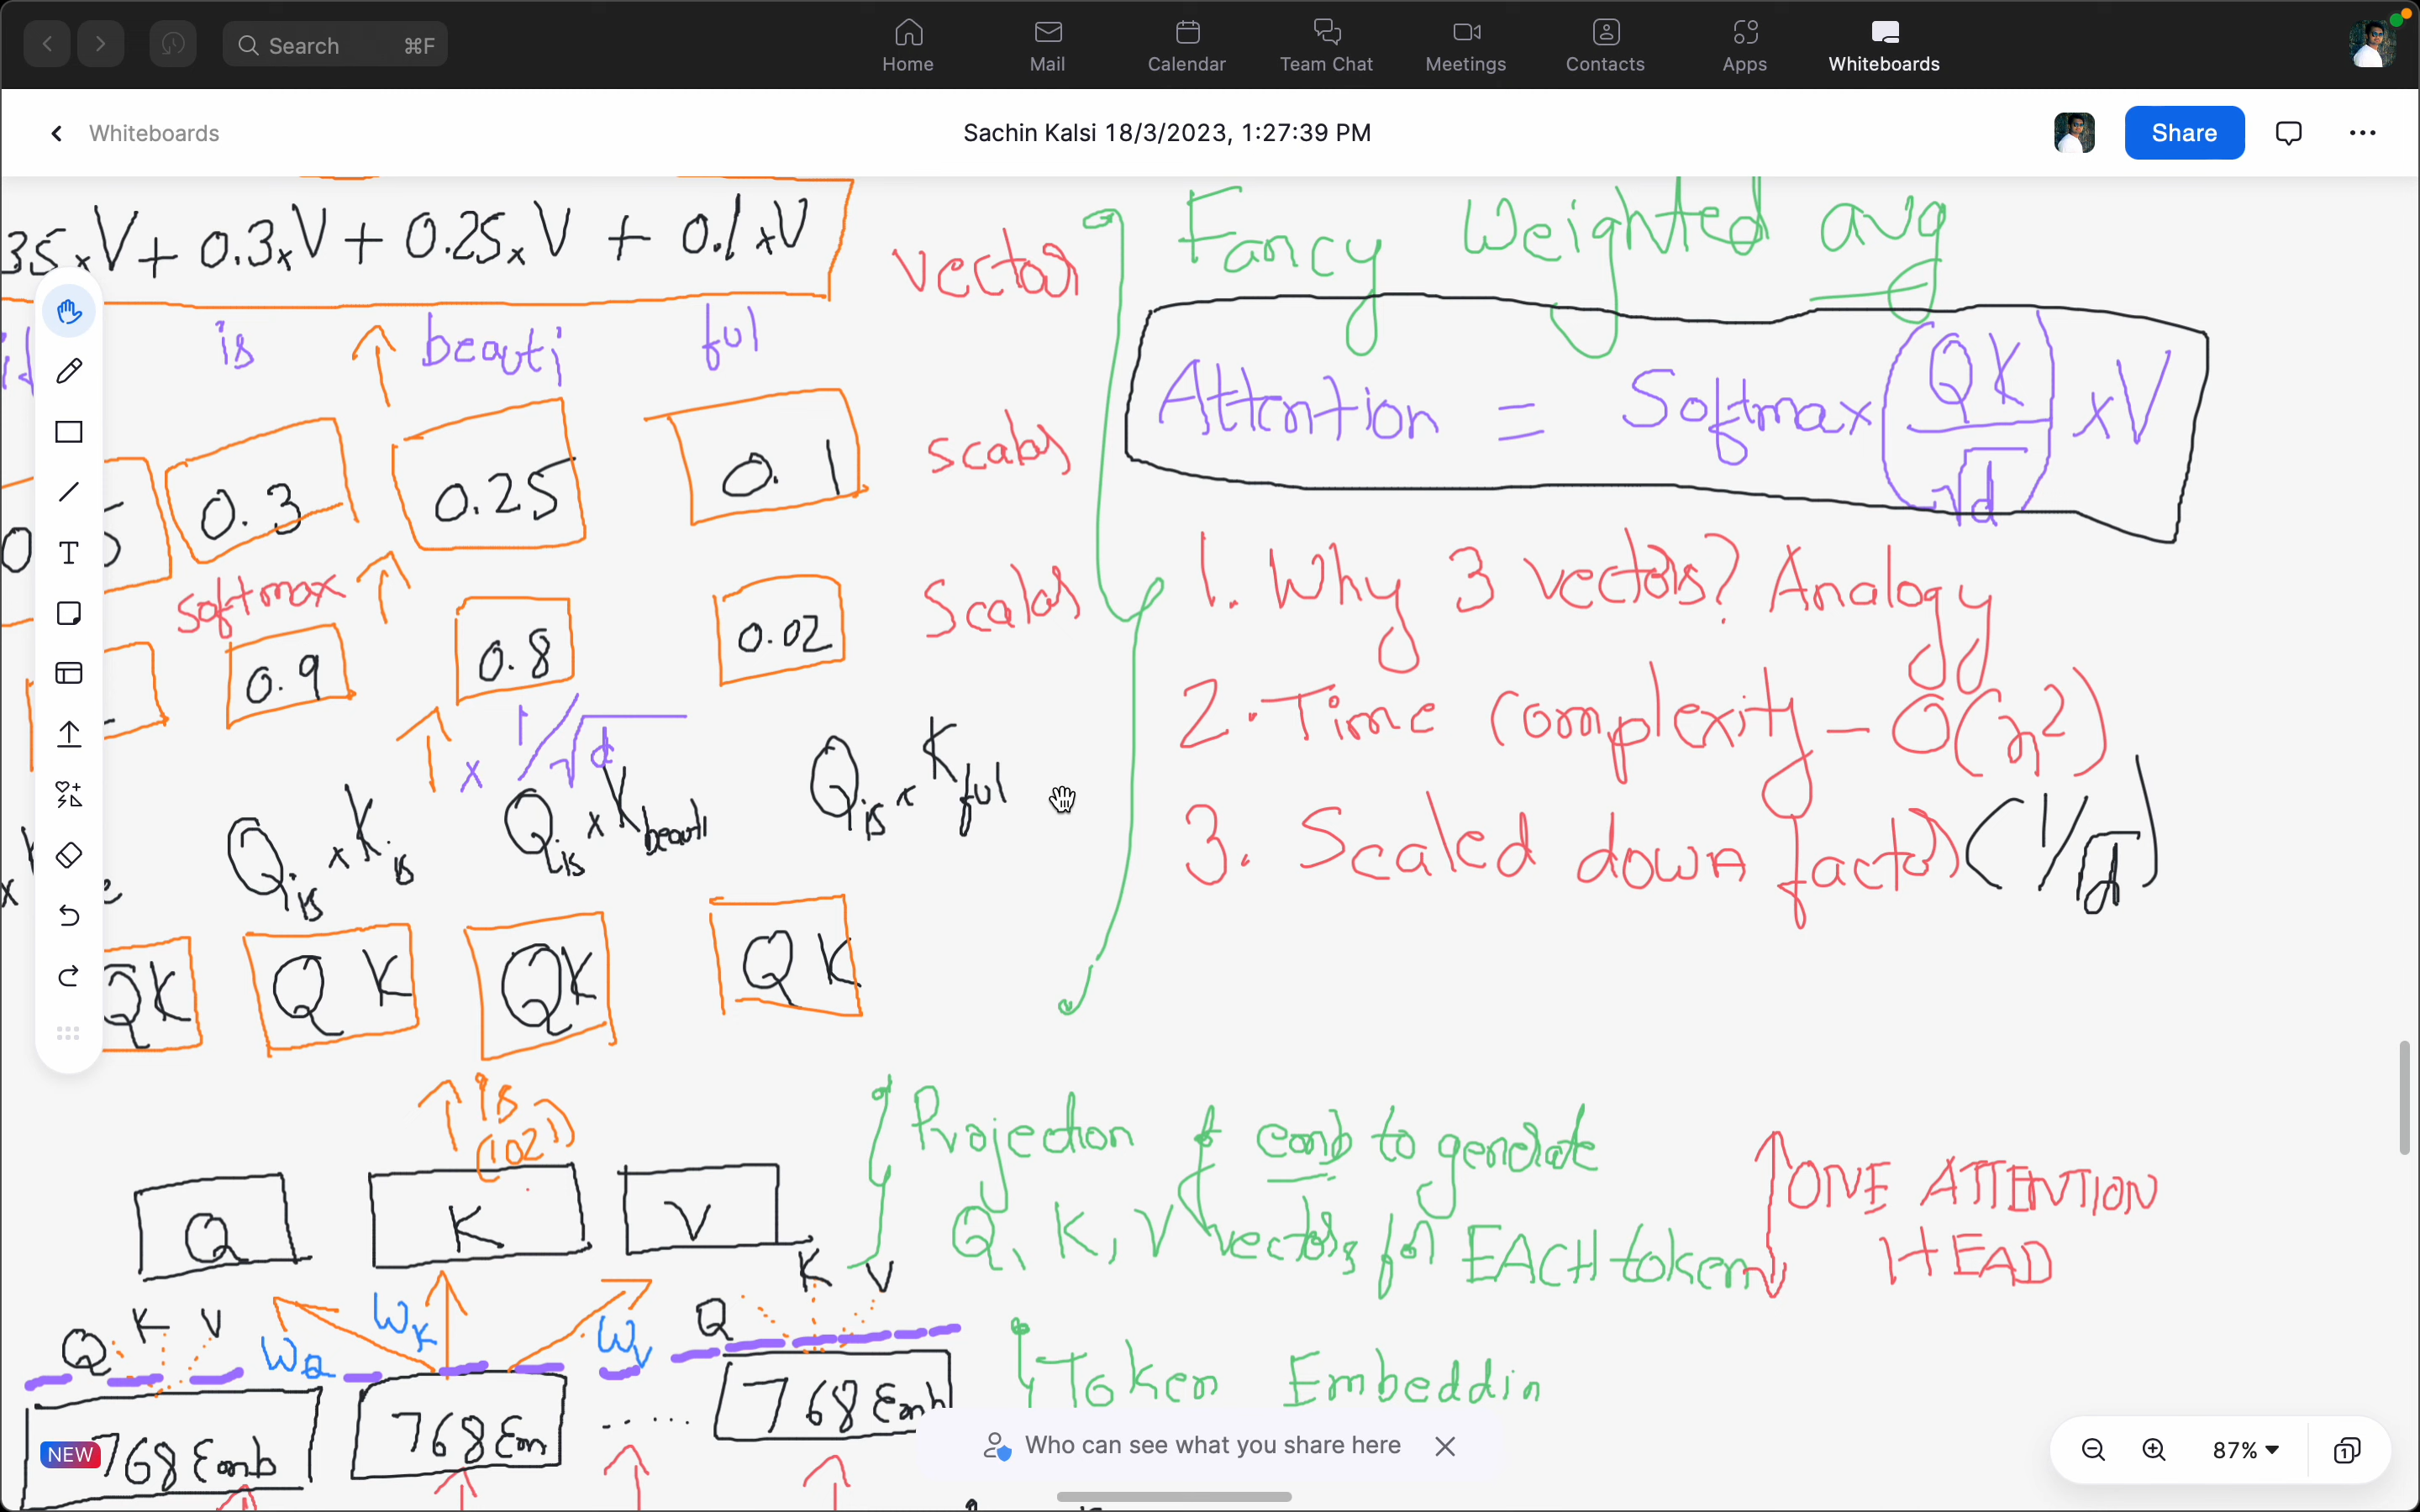 Search ⌘F
Home
Mail
Calendar
Team Chat
Meetings
Contacts
Apps
Whiteboards
Whiteboards
Sachin Kalsi 18/3/2023, 1:27:39 PM
Share
35xV + 0.3xV + 0.25xV + 0.1xV
vector
Fancy Weighted avg
is beauti ful
Attention = Softmax (QK/√d) xV
0.3 0.25 0.1
scalar
softmax
0.9 0.8 0.02
Scalar
1. Why 3 vectors? Analogy
2. Time complexity - O(n²)
3. Scaled down factor (1/√d)
x 1/√d
Qis x Kis Qis x Kbeauti Qis x Kful
QK QK QK QK
is
(102)
Q K V
Projection of emb to generate
Q, K, V vectors for EACH token
ONE ATTENTION
HEAD
Q K V WQ WK WV Q K V
768 Emb 768 Em ..... 768 Emb
Token Embeddin
NEW
Who can see what you share here
87%
1